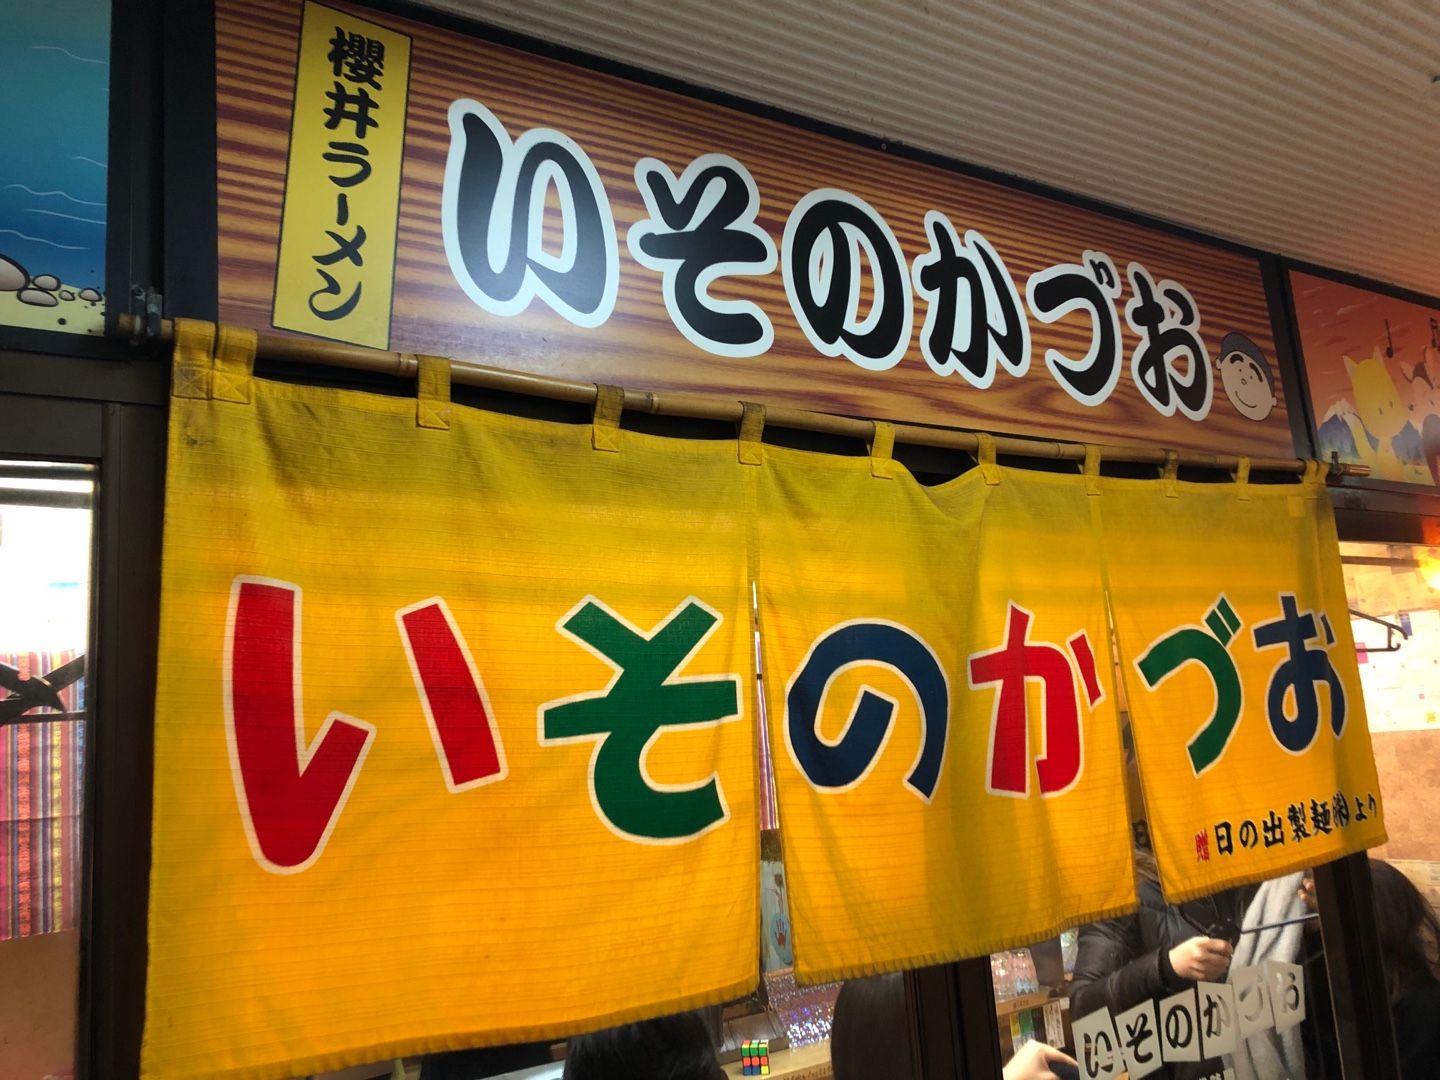 櫻井ラーメン
いそのかづお
いそのかづお
贈 日の出製麺㈱より
いそのかづお